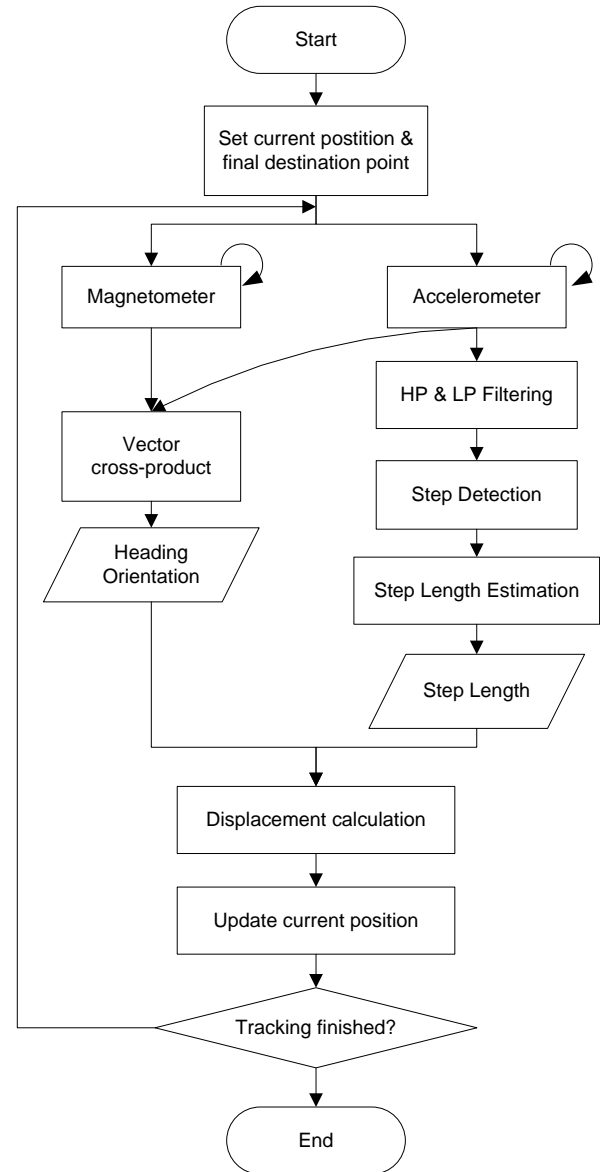 Start
Set current postition &
final destination point
Magnetometer
Accelerometer
HP & LP Filtering
Vector
cross-product
Step Detection
Heading
Orientation
Step Length Estimation
Step Length
Displacement calculation
Update current position
Tracking finished?
End